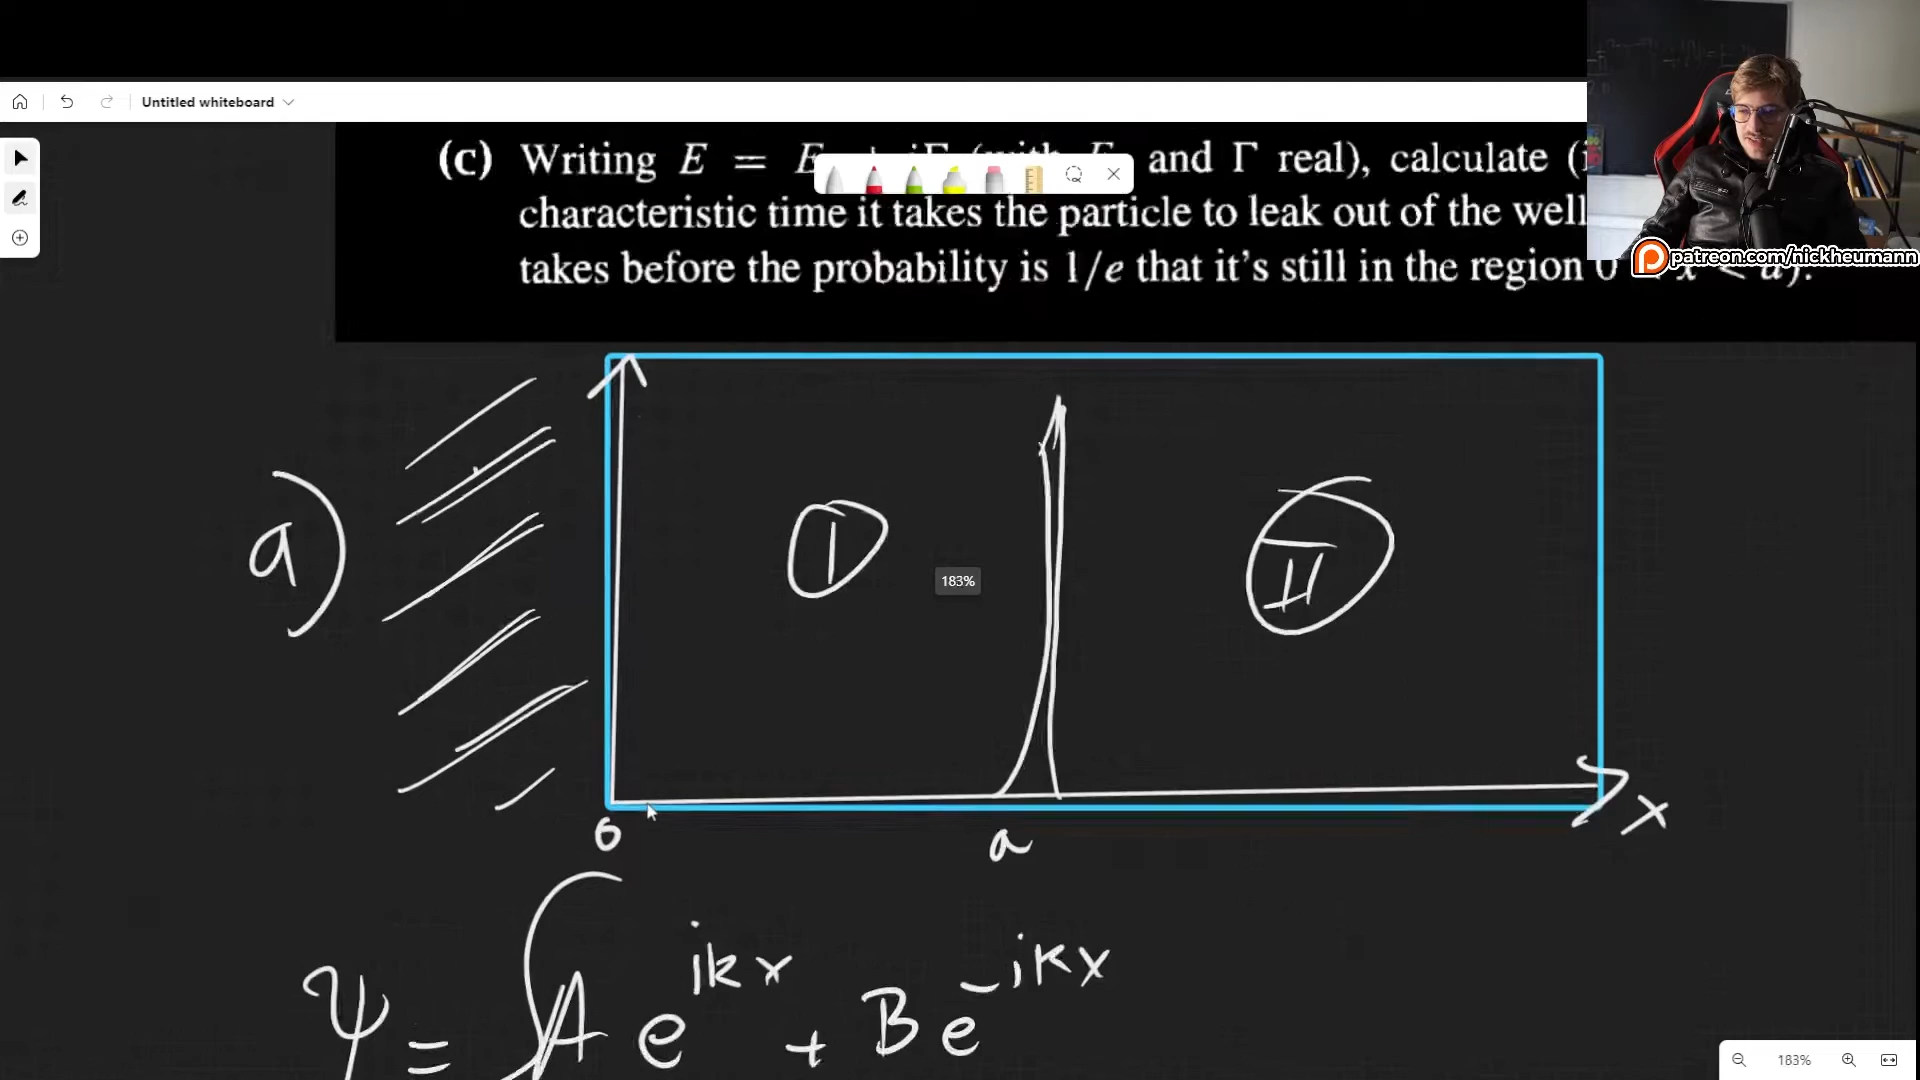 Untitled whiteboard
(c) Writing E = E and Γ real), calculate
characteristic time it takes the particle to leak out of the well
takes before the probability is 1/e that it's still in the region 0 < x < a).
patreon.com/nickheumann
a)
I
II
183%
0
a
x
ψ = A e^{ikx} + B e^{-ikx}
183%